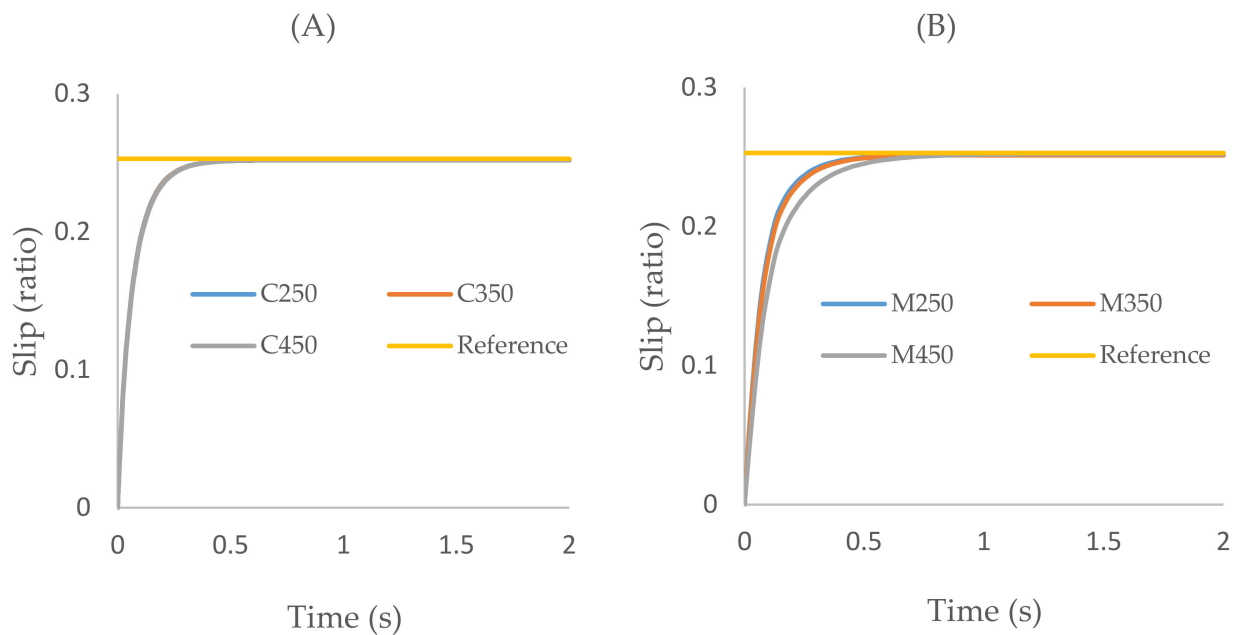 (A)
Slip (ratio)
0.3
0.2
0.1
0
C250
C350
C450
Reference
0 0.5 1 1.5 2
Time (s)
(B)
Slip (ratio)
0.3
0.2
0.1
0
M250
M350
M450
Reference
0 0.5 1 1.5 2
Time (s)